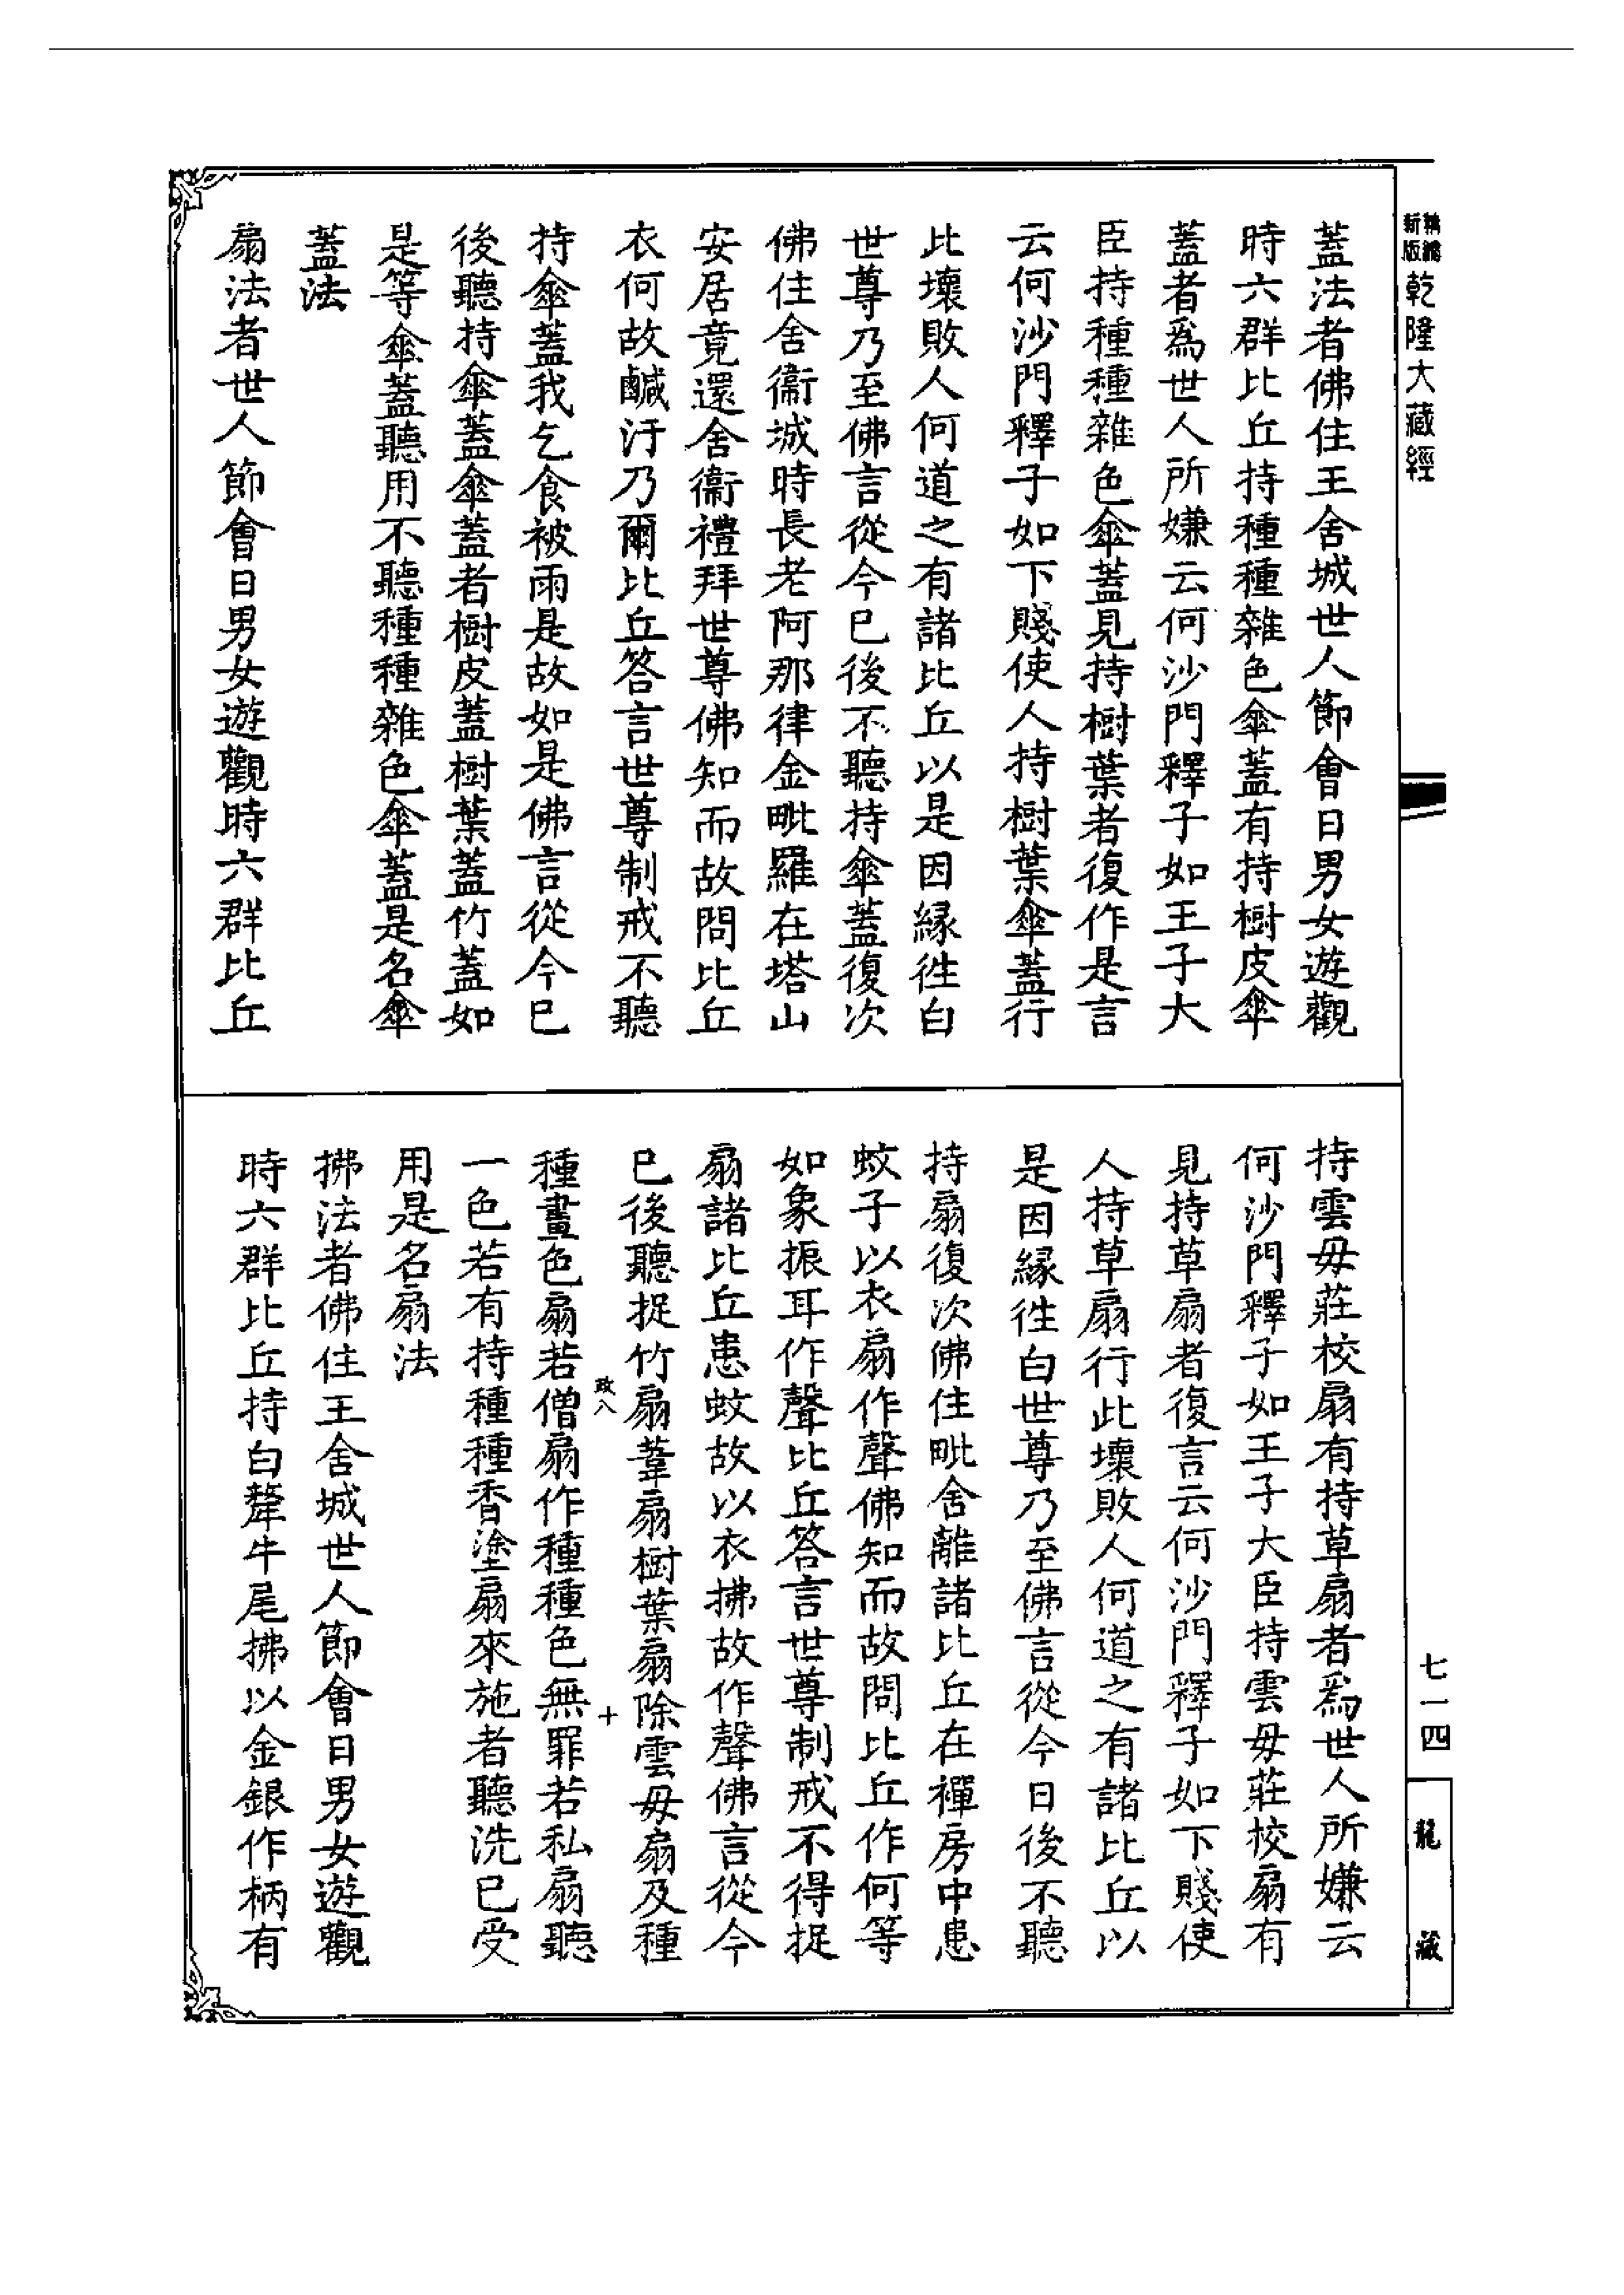 新編縮版乾隆大藏經
蓋法者佛住王舍城世人節會日男女遊觀
時六群比丘持種種雜色傘蓋有持樹皮傘
蓋者爲世人所嫌云何沙門釋子如王子大
臣持種種雜色傘蓋見持樹葉者復作是言
云何沙門釋子如下賤使人持樹葉傘蓋行
此壞敗人何道之有諸比丘以是因緣徃白
世尊乃至佛言從今已後不聽持傘蓋復次
佛住舍衞城時長老阿那律金毗羅在塔山
安居竟還舍衞禮拜世尊佛知而故問比丘
衣何故鹹汙乃爾比丘答言世尊制戒不聽
持傘蓋我乞食被雨是故如是佛言從今已
後聽持傘蓋傘蓋者樹皮蓋樹葉蓋竹蓋如
是等傘蓋聽用不聽種種雜色傘蓋是名傘
蓋法
扇法者世人節會日男女遊觀時六群比丘
持雲毋莊校扇有持草扇者爲世人所嫌云
何沙門釋子如王子大臣持雲毋莊校扇有
見持草扇者復言云何沙門釋子如下賤使
人持草扇行此壞敗人何道之有諸比丘以
是因緣徃白世尊乃至佛言從今日後不聽
持扇復次佛住毗舍離諸比丘在禪房中患
蚊子以衣扇作聲佛知而故問比丘作何等
如象振耳作聲比丘答言世尊制戒不得捉
扇諸比丘患蚊故以衣拂故作聲佛言從今
已後聽捉竹扇葦扇樹葉扇除雲毋扇及種
政八 十
種畫色扇若僧扇作種種色無罪若私扇聽
一色若有持種種香塗扇來施者聽洗已受
用是名扇法
拂法者佛住王舍城世人節會日男女遊觀
時六群比丘持白犛牛尾拂以金銀作柄有
七一四
龍藏